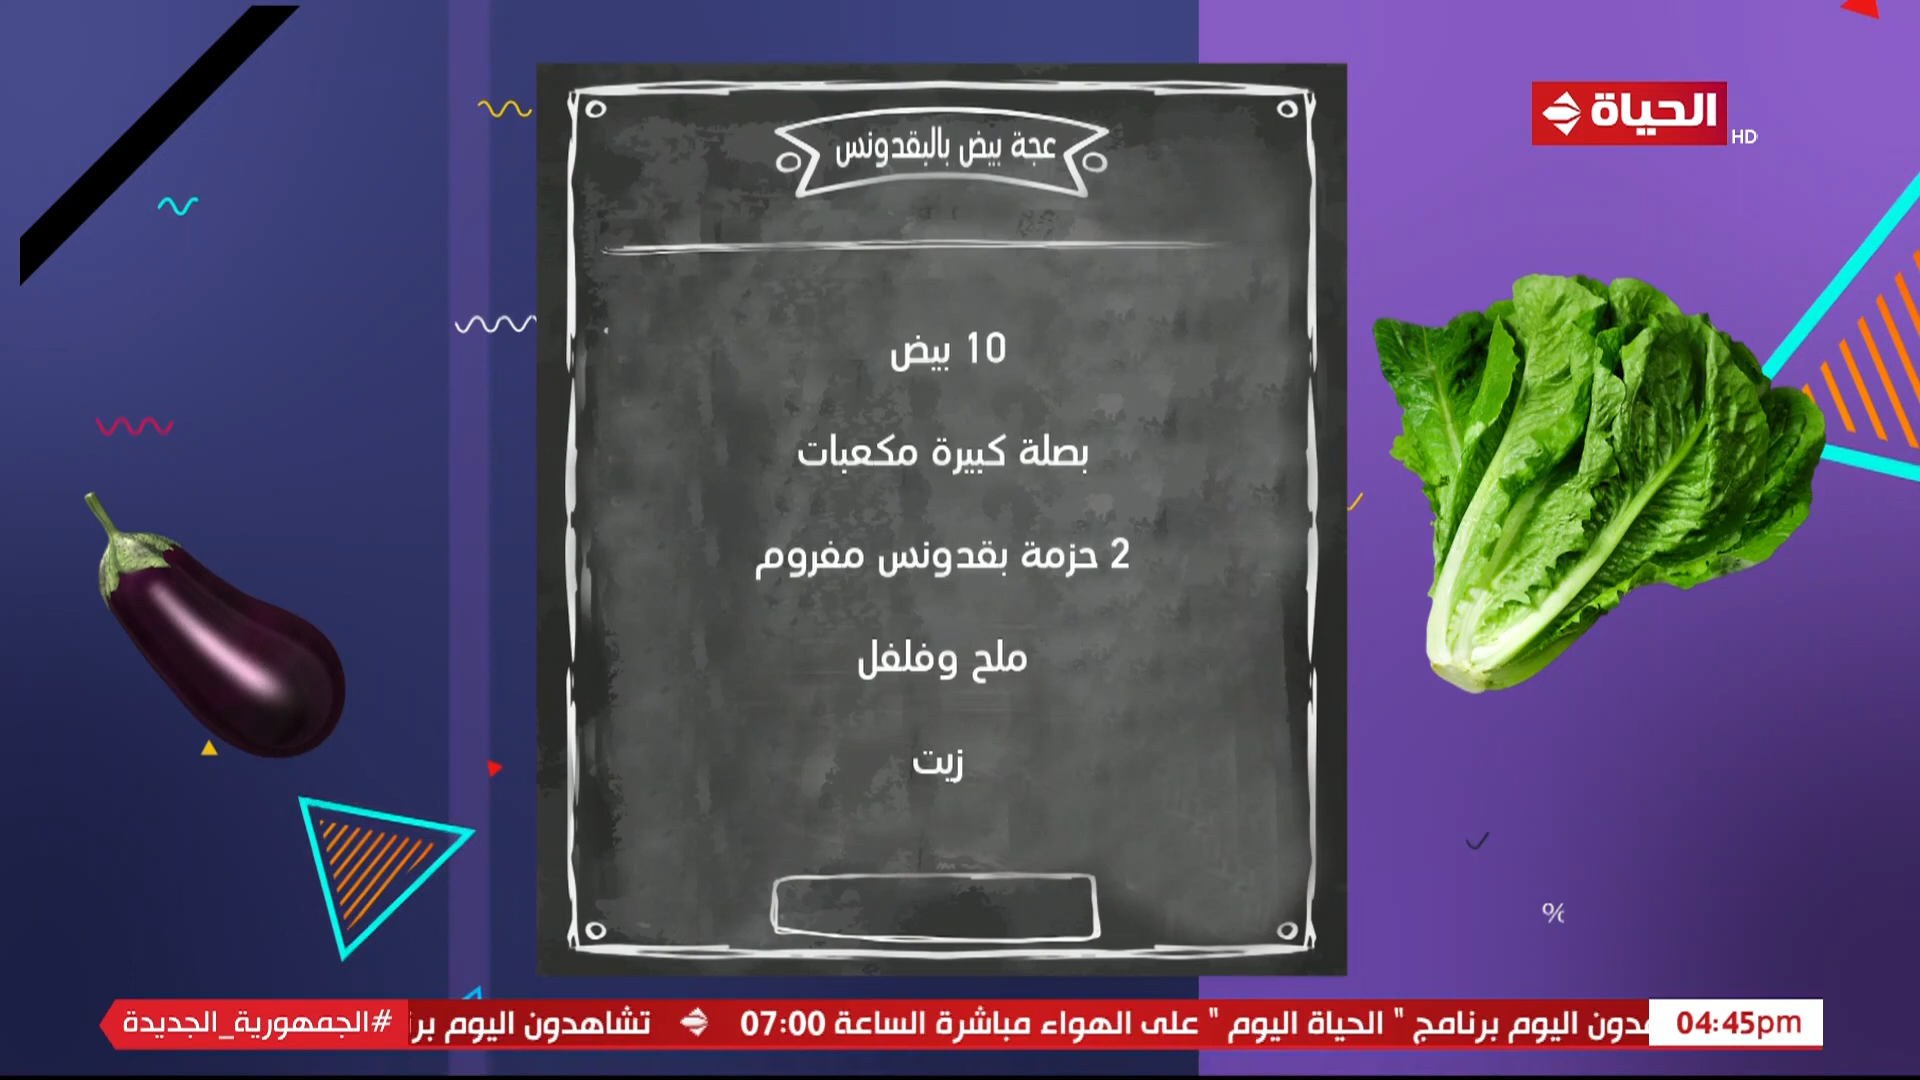 الحياة
HD
عجة بيض بالبقدونس
10 بيض
بصلة كبيرة مكعبات
2 حزمة بقدونس مفروم
ملح وفلفل
زيت
%
04:45pm
دون اليوم برنامج " الحياة اليوم " على الهواء مباشرة الساعة 07:00
تشاهدون اليوم بر
#الجمهورية_الجديدة